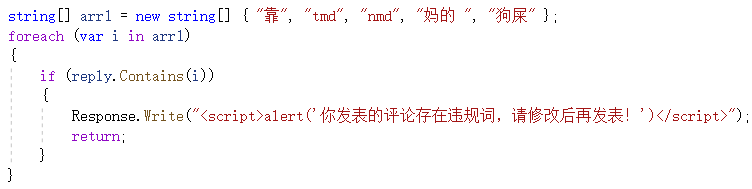 string[] arr1 = new string[] { "靠", "tmd", "nmd", "妈的 ", "狗屎" };
foreach (var i in arr1)
{
if (reply.Contains(i))
{
Response.Write("<script>alert('你发表的评论存在违规词，请修改后再发表！')</script>");
return;
}
}